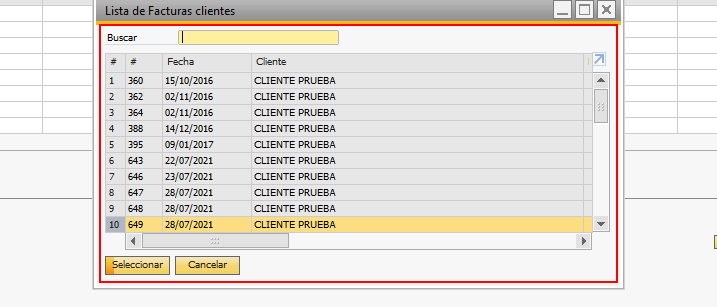 Lista de Facturas clientes
Buscar
# # Fecha Cliente
1 360 15/10/2016 CLIENTE PRUEBA
2 362 02/11/2016 CLIENTE PRUEBA
3 364 02/11/2016 CLIENTE PRUEBA
4 388 14/12/2016 CLIENTE PRUEBA
5 395 09/01/2017 CLIENTE PRUEBA
6 643 22/07/2021 CLIENTE PRUEBA
7 646 23/07/2021 CLIENTE PRUEBA
8 647 28/07/2021 CLIENTE PRUEBA
9 648 28/07/2021 CLIENTE PRUEBA
10 649 28/07/2021 CLIENTE PRUEBA
Seleccionar Cancelar